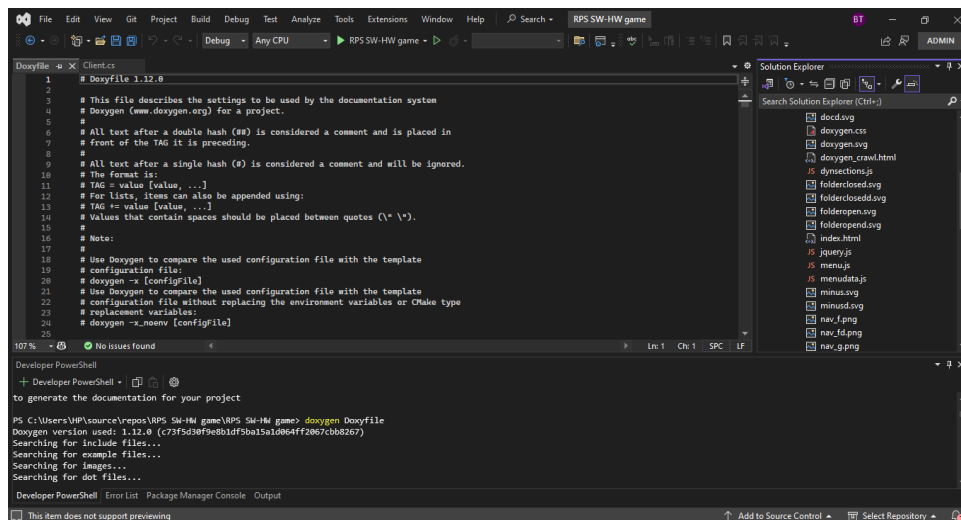 File Edit View Git Project Build Debug Test Analyze Tools Extensions Window Help Search RPS SW-HW game BT
Debug Any CPU RPS SW-HW game ADMIN
Doxyfile Client.cs
1 # Doxyfile 1.12.0
2
3 # This file describes the settings to be used by the documentation system
4 # Doxygen (www.doxygen.org) for a project.
5 #
6 # All text after a double hash (##) is considered a comment and is placed in
7 # front of the TAG it is preceding.
8 #
9 # All text after a single hash (#) is considered a comment and will be ignored.
10 # The format is:
11 # TAG = value [value, ...]
12 # For lists, items can also be appended using:
13 # TAG += value [value, ...]
14 # Values that contain spaces should be placed between quotes (\" \").
15 #
16 # Note:
17 #
18 # Use Doxygen to compare the used configuration file with the template
19 # configuration file:
20 # doxygen -x [configFile]
21 # Use Doxygen to compare the used configuration file with the template
22 # configuration file without replacing the environment variables or CMake type
23 # replacement variables:
24 # doxygen -x_noenv [configFile]
25
107 % No issues found Ln: 1 Ch: 1 SPC LF
Solution Explorer
Search Solution Explorer (Ctrl+;)
docd.svg
doxygen.css
doxygen.svg
doxygen_crawl.html
JS dynsections.js
folderclosed.svg
folderclosedd.svg
folderopen.svg
folderopend.svg
index.html
JS jquery.js
JS menu.js
JS menudata.js
minus.svg
minusd.svg
nav_f.png
nav_fd.png
nav_g.png
Developer PowerShell
+ Developer PowerShell
to generate the documentation for your project
PS C:\Users\HP\source\repos\RPS SW-HW game\RPS SW-HW game> doxygen Doxyfile
Doxygen version used: 1.12.0 (c73f5d30f9e8b1df5ba15a1d064ff2067cbb8267)
Searching for include files...
Searching for example files...
Searching for images...
Searching for dot files...
Developer PowerShell Error List Package Manager Console Output
This item does not support previewing Add to Source Control Select Repository